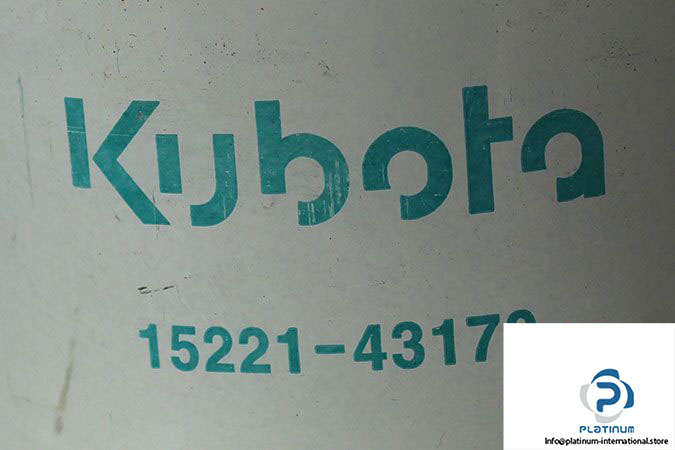 Kubota
15221-4317
PLATINUM
Info@platinum-international.store